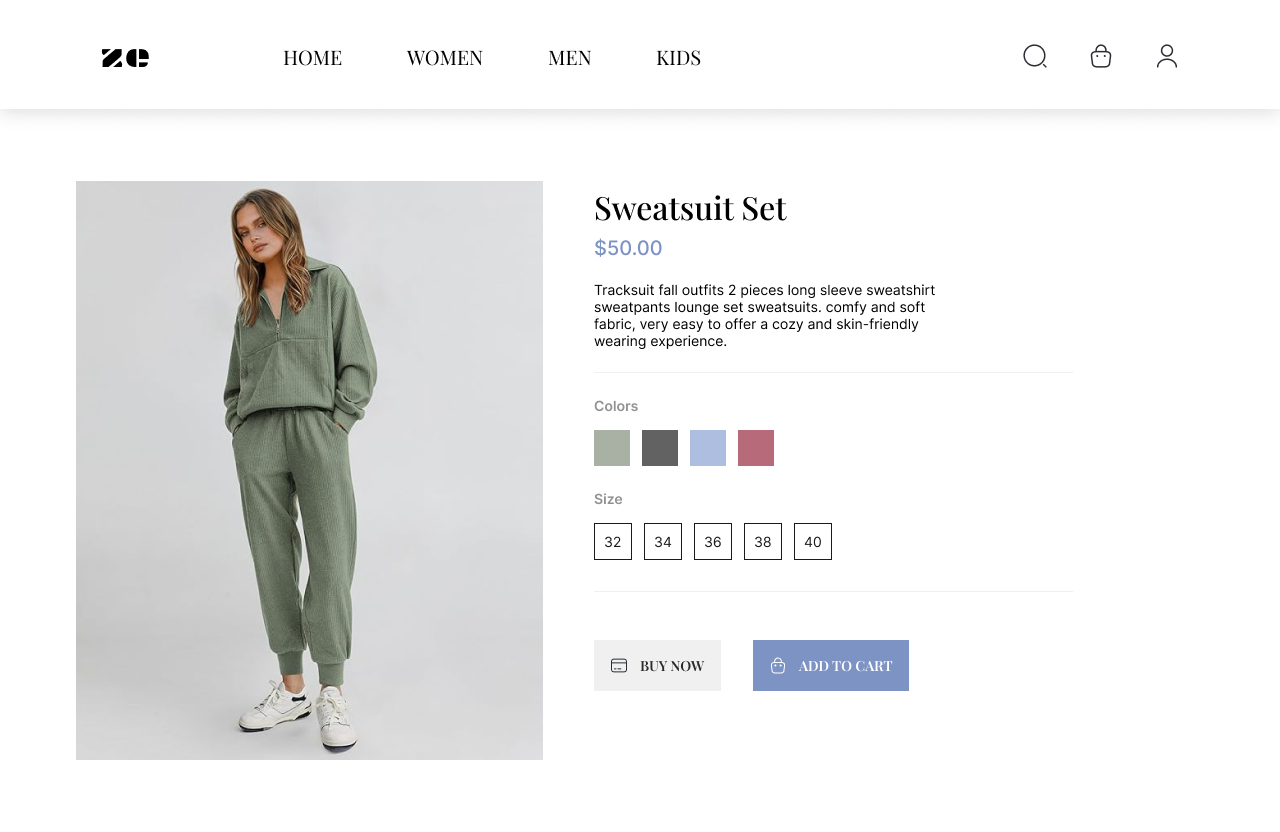 ze
HOME WOMEN MEN KIDS
Sweatsuit Set
$50.00
Tracksuit fall outfits 2 pieces long sleeve sweatshirt
sweatpants lounge set sweatsuits. comfy and soft
fabric, very easy to offer a cozy and skin-friendly
wearing experience.
Colors
Size
32 34 36 38 40
BUY NOW ADD TO CART